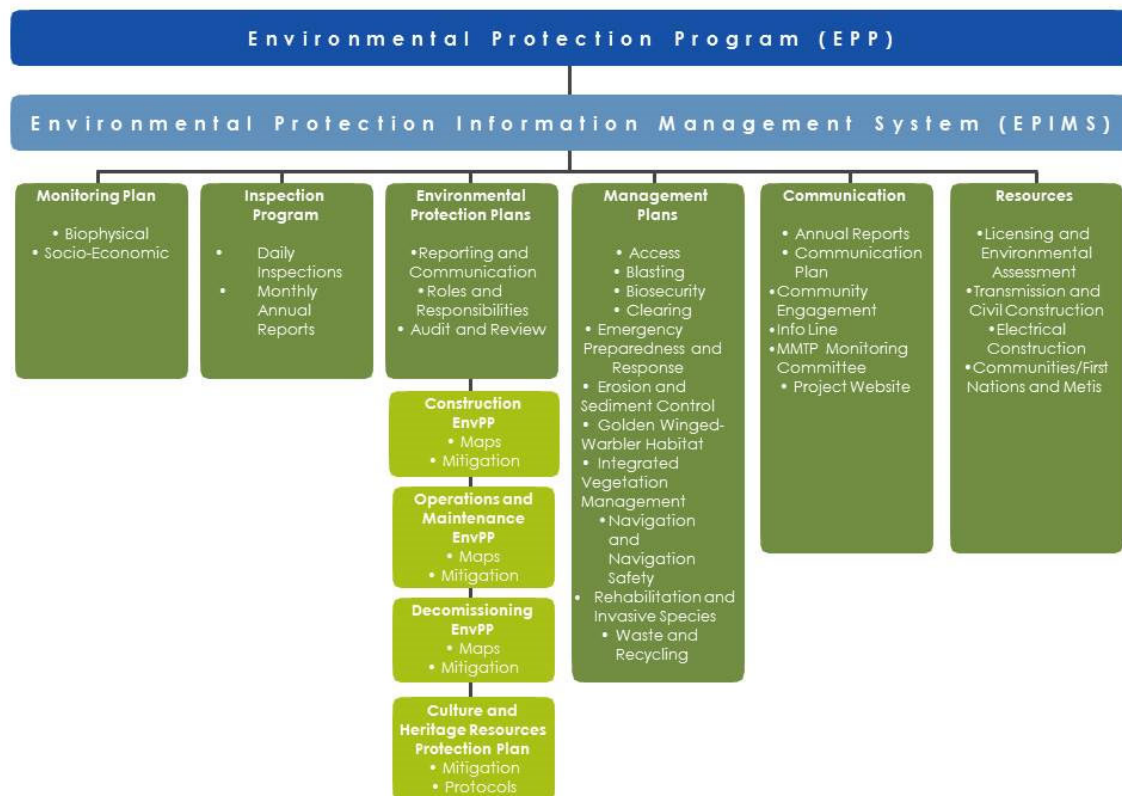 Environmental Protection Program (EPP)
Environmental Protection Information Management System (EPIMS)
Monitoring Plan
• Biophysical
• Socio-Economic
Inspection
Program
• Daily
Inspections
• Monthly
Annual
Reports
Environmental
Protection Plans
•Reporting and
Communication
• Roles and
Responsibilities
• Audit and Review
Construction
EnvPP
• Maps
• Mitigation
Operations and
Maintenance
EnvPP
• Maps
• Mitigation
Decomissioning
EnvPP
• Maps
• Mitigation
Culture and
Heritage Resources
Protection Plan
• Mitigation
• Protocols
Management
Plans
• Access
• Blasting
• Biosecurity
• Clearing
• Emergency
Preparedness and
Response
• Erosion and
Sediment Control
• Golden Winged-
Warbler Habitat
• Integrated
Vegetation
Management
•Navigation
and
Navigation
Safety
• Rehabilitation and
Invasive Species
• Waste and
Recycling
Communication
• Annual Reports
• Communication
Plan
•Community
Engagement
•Info Line
•MMTP Monitoring
Committee
• Project Website
Resources
•Licensing and
Environmental
Assessment
•Transmission and
Civil Construction
•Electrical
Construction
•Communities/First
Nations and Metis